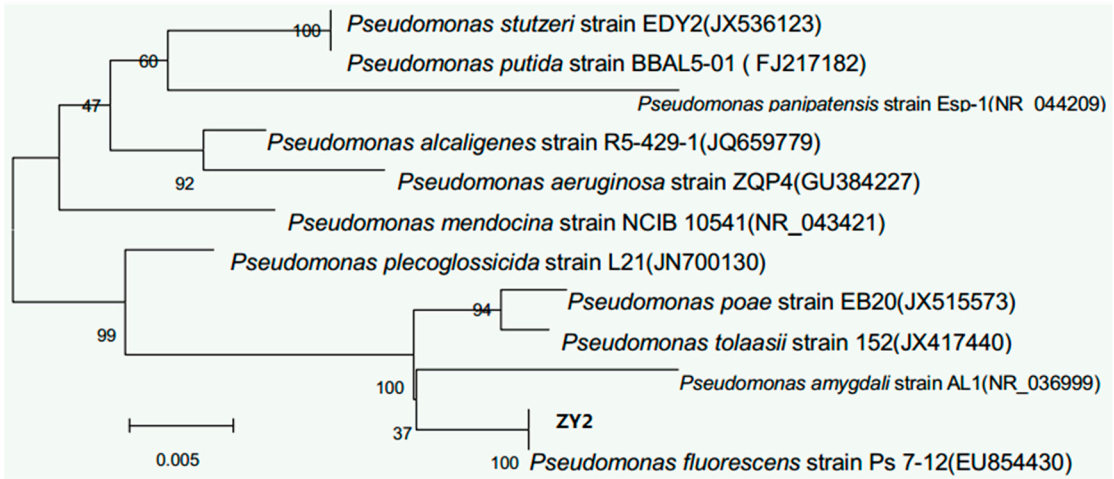 100
Pseudomonas stutzeri strain EDY2(JX536123)
60
Pseudomonas putida strain BBAL5-01 ( FJ217182)
47
Pseudomonas panipatensis strain Esp-1(NR_044209)
Pseudomonas alcaligenes strain R5-429-1(JQ659779)
92
Pseudomonas aeruginosa strain ZQP4(GU384227)
Pseudomonas mendocina strain NCIB 10541(NR_043421)
Pseudomonas plecoglossicida strain L21(JN700130)
94
Pseudomonas poae strain EB20(JX515573)
99
Pseudomonas tolaasii strain 152(JX417440)
100
Pseudomonas amygdali strain AL1(NR_036999)
37
ZY2
0.005
100
Pseudomonas fluorescens strain Ps 7-12(EU854430)